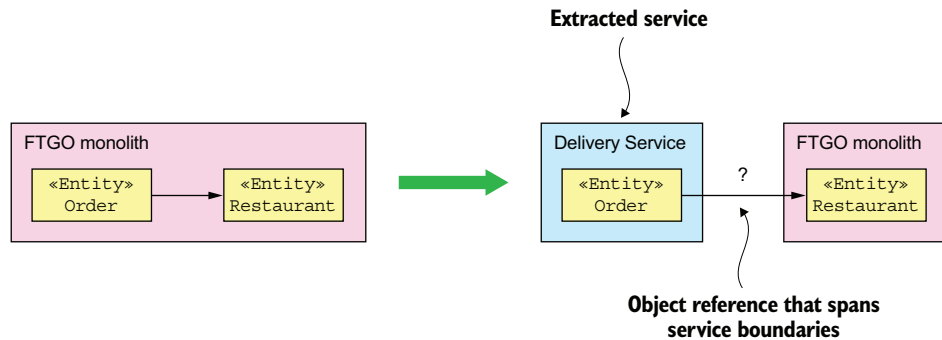 Extracted service
FTGO monolith
«Entity»
Order
«Entity»
Restaurant
Delivery Service
«Entity»
Order
?
FTGO monolith
«Entity»
Restaurant
Object reference that spans
service boundaries